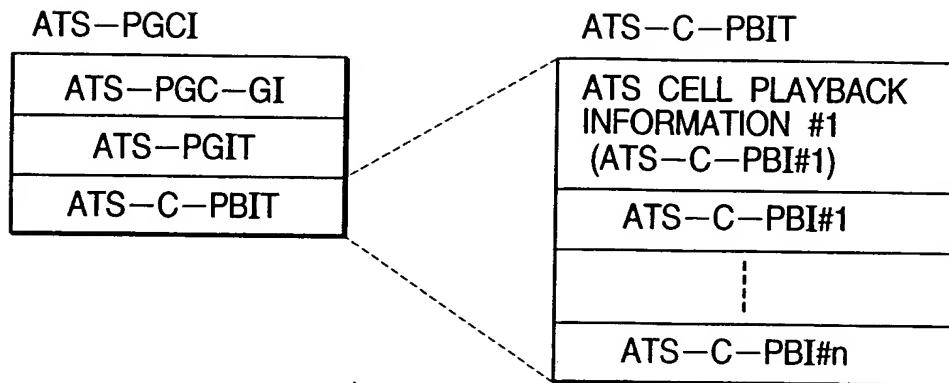 ATS-PGCI
ATS-PGC-GI
ATS-PGIT
ATS-C-PBIT
ATS-C-PBIT
ATS CELL PLAYBACK
INFORMATION #1
(ATS-C-PBI#1)
ATS-C-PBI#1
ATS-C-PBI#n